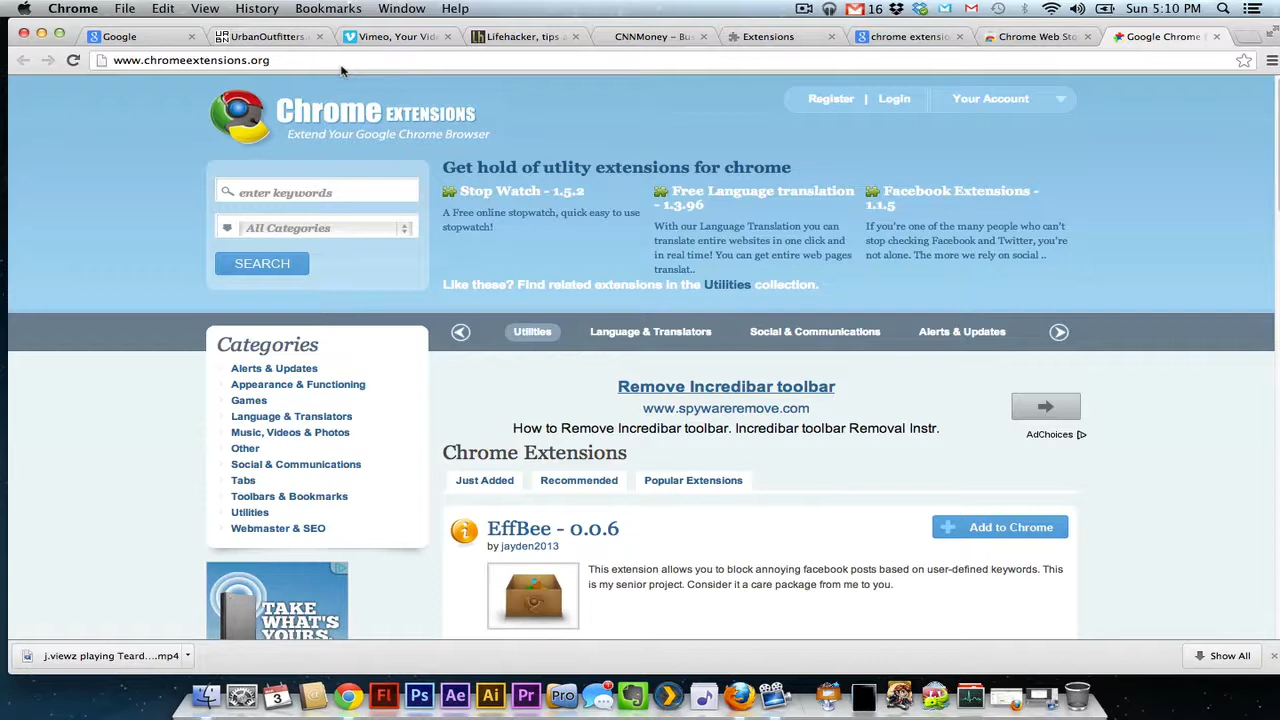 Chrome File Edit View History Bookmarks Window Help 16 Sun 5:10 PM
Google UrbanOutfitters. Vimeo, Your Vid Lifehacker, tips a CNNMoney - Bus Extensions chrome extensio Chrome Web Sto Google Chrome
www.chromeextensions.org
Register | Login Your Account
Chrome EXTENSIONS
Extend Your Google Chrome Browser
enter keywords
All Categories
SEARCH
Get hold of utlity extensions for chrome
Stop Watch - 1.5.2
A Free online stopwatch, quick easy to use
stopwatch!
Free Language translation
- 1.3.96
With our Language Translation you can
translate entire websites in one click and
in real time! You can get entire web pages
translat..
Facebook Extensions -
1.1.5
If you're one of the many people who can't
stop checking Facebook and Twitter, you're
not alone. The more we rely on social ..
Like these? Find related extensions in the Utilities collection.
Utilities Language & Translators Social & Communications Alerts & Updates
Categories
Alerts & Updates
Appearance & Functioning
Games
Language & Translators
Music, Videos & Photos
Other
Social & Communications
Tabs
Toolbars & Bookmarks
Utilities
Webmaster & SEO
TAKE
WHAT'S
YOURS.
Remove Incredibar toolbar
www.spywareremove.com
How to Remove Incredibar toolbar. Incredibar toolbar Removal Instr.
AdChoices
Chrome Extensions
Just Added Recommended Popular Extensions
EffBee - 0.0.6
by jayden2013
Add to Chrome
This extension allows you to block annoying facebook posts based on user-defined keywords. This
is my senior project. Consider it a care package from me to you.
j.viewz playing Teard....mp4 Show All
3 Fl Ps Ae Ai Pr Pro